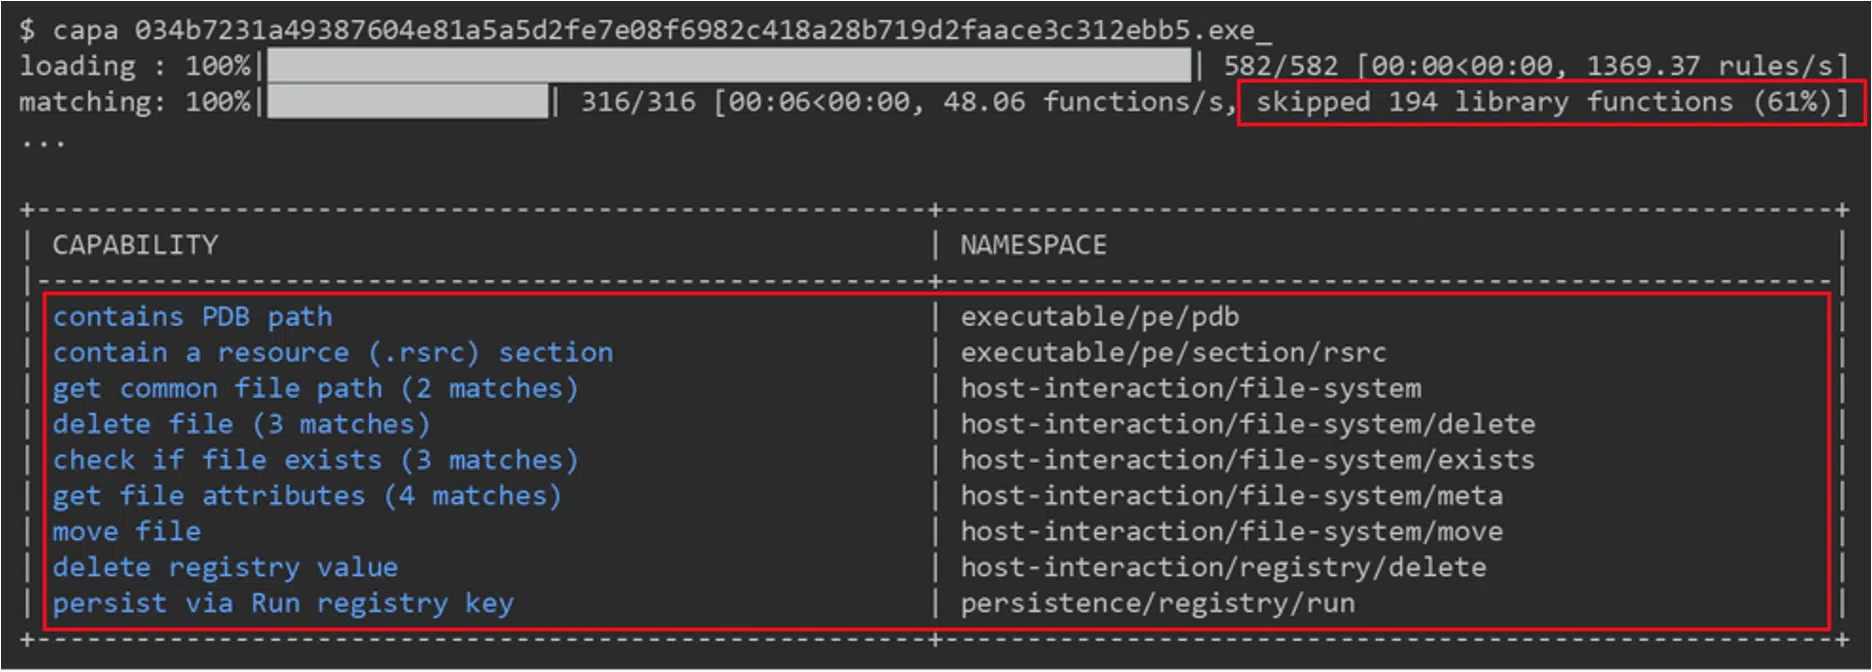 $ capa 034b7231a49387604e81a5a5d2fe7e08f6982c418a28b719d2faace3c312ebb5.exe_
loading : 100%| | 582/582 [00:00<00:00, 1369.37 rules/s]
matching: 100%| | 316/316 [00:06<00:00, 48.06 functions/s, skipped 194 library functions (61%)]
...
+-------------------------------------------------------+-------------------------------------------------------+
| CAPABILITY | NAMESPACE |
|-------------------------------------------------------+-------------------------------------------------------|
| contains PDB path | executable/pe/pdb |
| contain a resource (.rsrc) section | executable/pe/section/rsrc |
| get common file path (2 matches) | host-interaction/file-system |
| delete file (3 matches) | host-interaction/file-system/delete |
| check if file exists (3 matches) | host-interaction/file-system/exists |
| get file attributes (4 matches) | host-interaction/file-system/meta |
| move file | host-interaction/file-system/move |
| delete registry value | host-interaction/registry/delete |
| persist via Run registry key | persistence/registry/run |
+-------------------------------------------------------+-------------------------------------------------------+